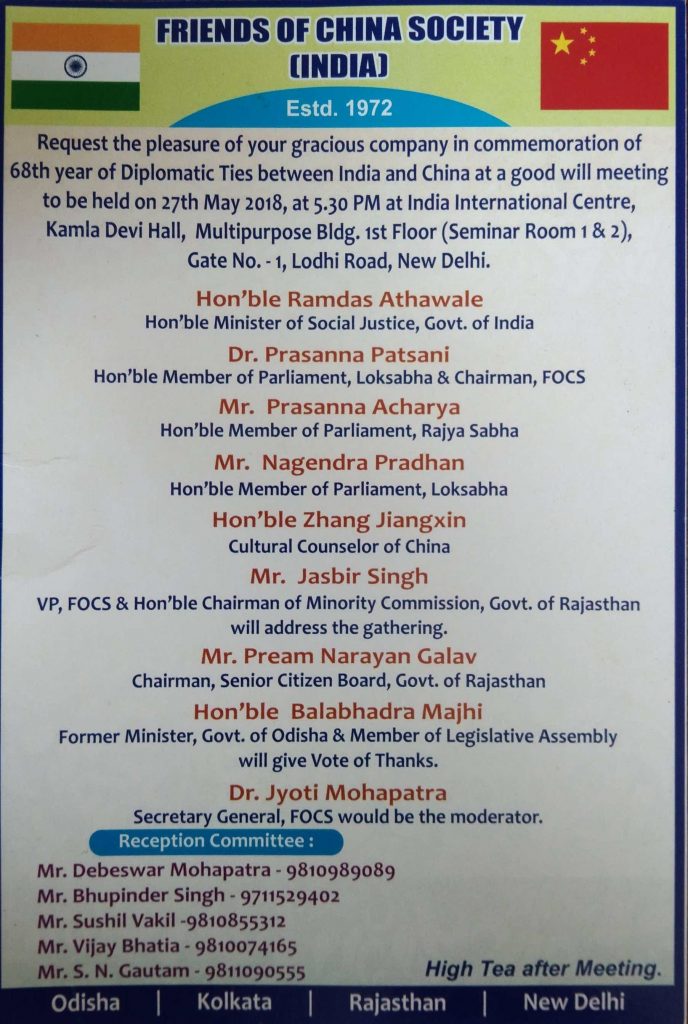 FRIENDS OF CHINA SOCIETY
(INDIA)
Estd. 1972
Request the pleasure of your gracious company in commemoration of
68th year of Diplomatic Ties between India and China at a good will meeting
to be held on 27th May 2018, at 5.30 PM at India International Centre,
Kamla Devi Hall, Multipurpose Bldg. 1st Floor (Seminar Room 1 & 2),
Gate No. - 1, Lodhi Road, New Delhi.
Hon'ble Ramdas Athawale
Hon'ble Minister of Social Justice, Govt. of India
Dr. Prasanna Patsani
Hon'ble Member of Parliament, Loksabha & Chairman, FOCS
Mr. Prasanna Acharya
Hon'ble Member of Parliament, Rajya Sabha
Mr. Nagendra Pradhan
Hon'ble Member of Parliament, Loksabha
Hon'ble Zhang Jiangxin
Cultural Counselor of China
Mr. Jasbir Singh
VP, FOCS & Hon'ble Chairman of Minority Commission, Govt. of Rajasthan
will address the gathering.
Mr. Pream Narayan Galav
Chairman, Senior Citizen Board, Govt. of Rajasthan
Hon'ble Balabhadra Majhi
Former Minister, Govt. of Odisha & Member of Legislative Assembly
will give Vote of Thanks.
Dr. Jyoti Mohapatra
Secretary General, FOCS would be the moderator.
Reception Committee :
Mr. Debeswar Mohapatra - 9810989089
Mr. Bhupinder Singh - 9711529402
Mr. Sushil Vakil -9810855312
Mr. Vijay Bhatia - 9810074165
Mr. S. N. Gautam - 9811090555
High Tea after Meeting.
Odisha | Kolkata | Rajasthan | New Delhi